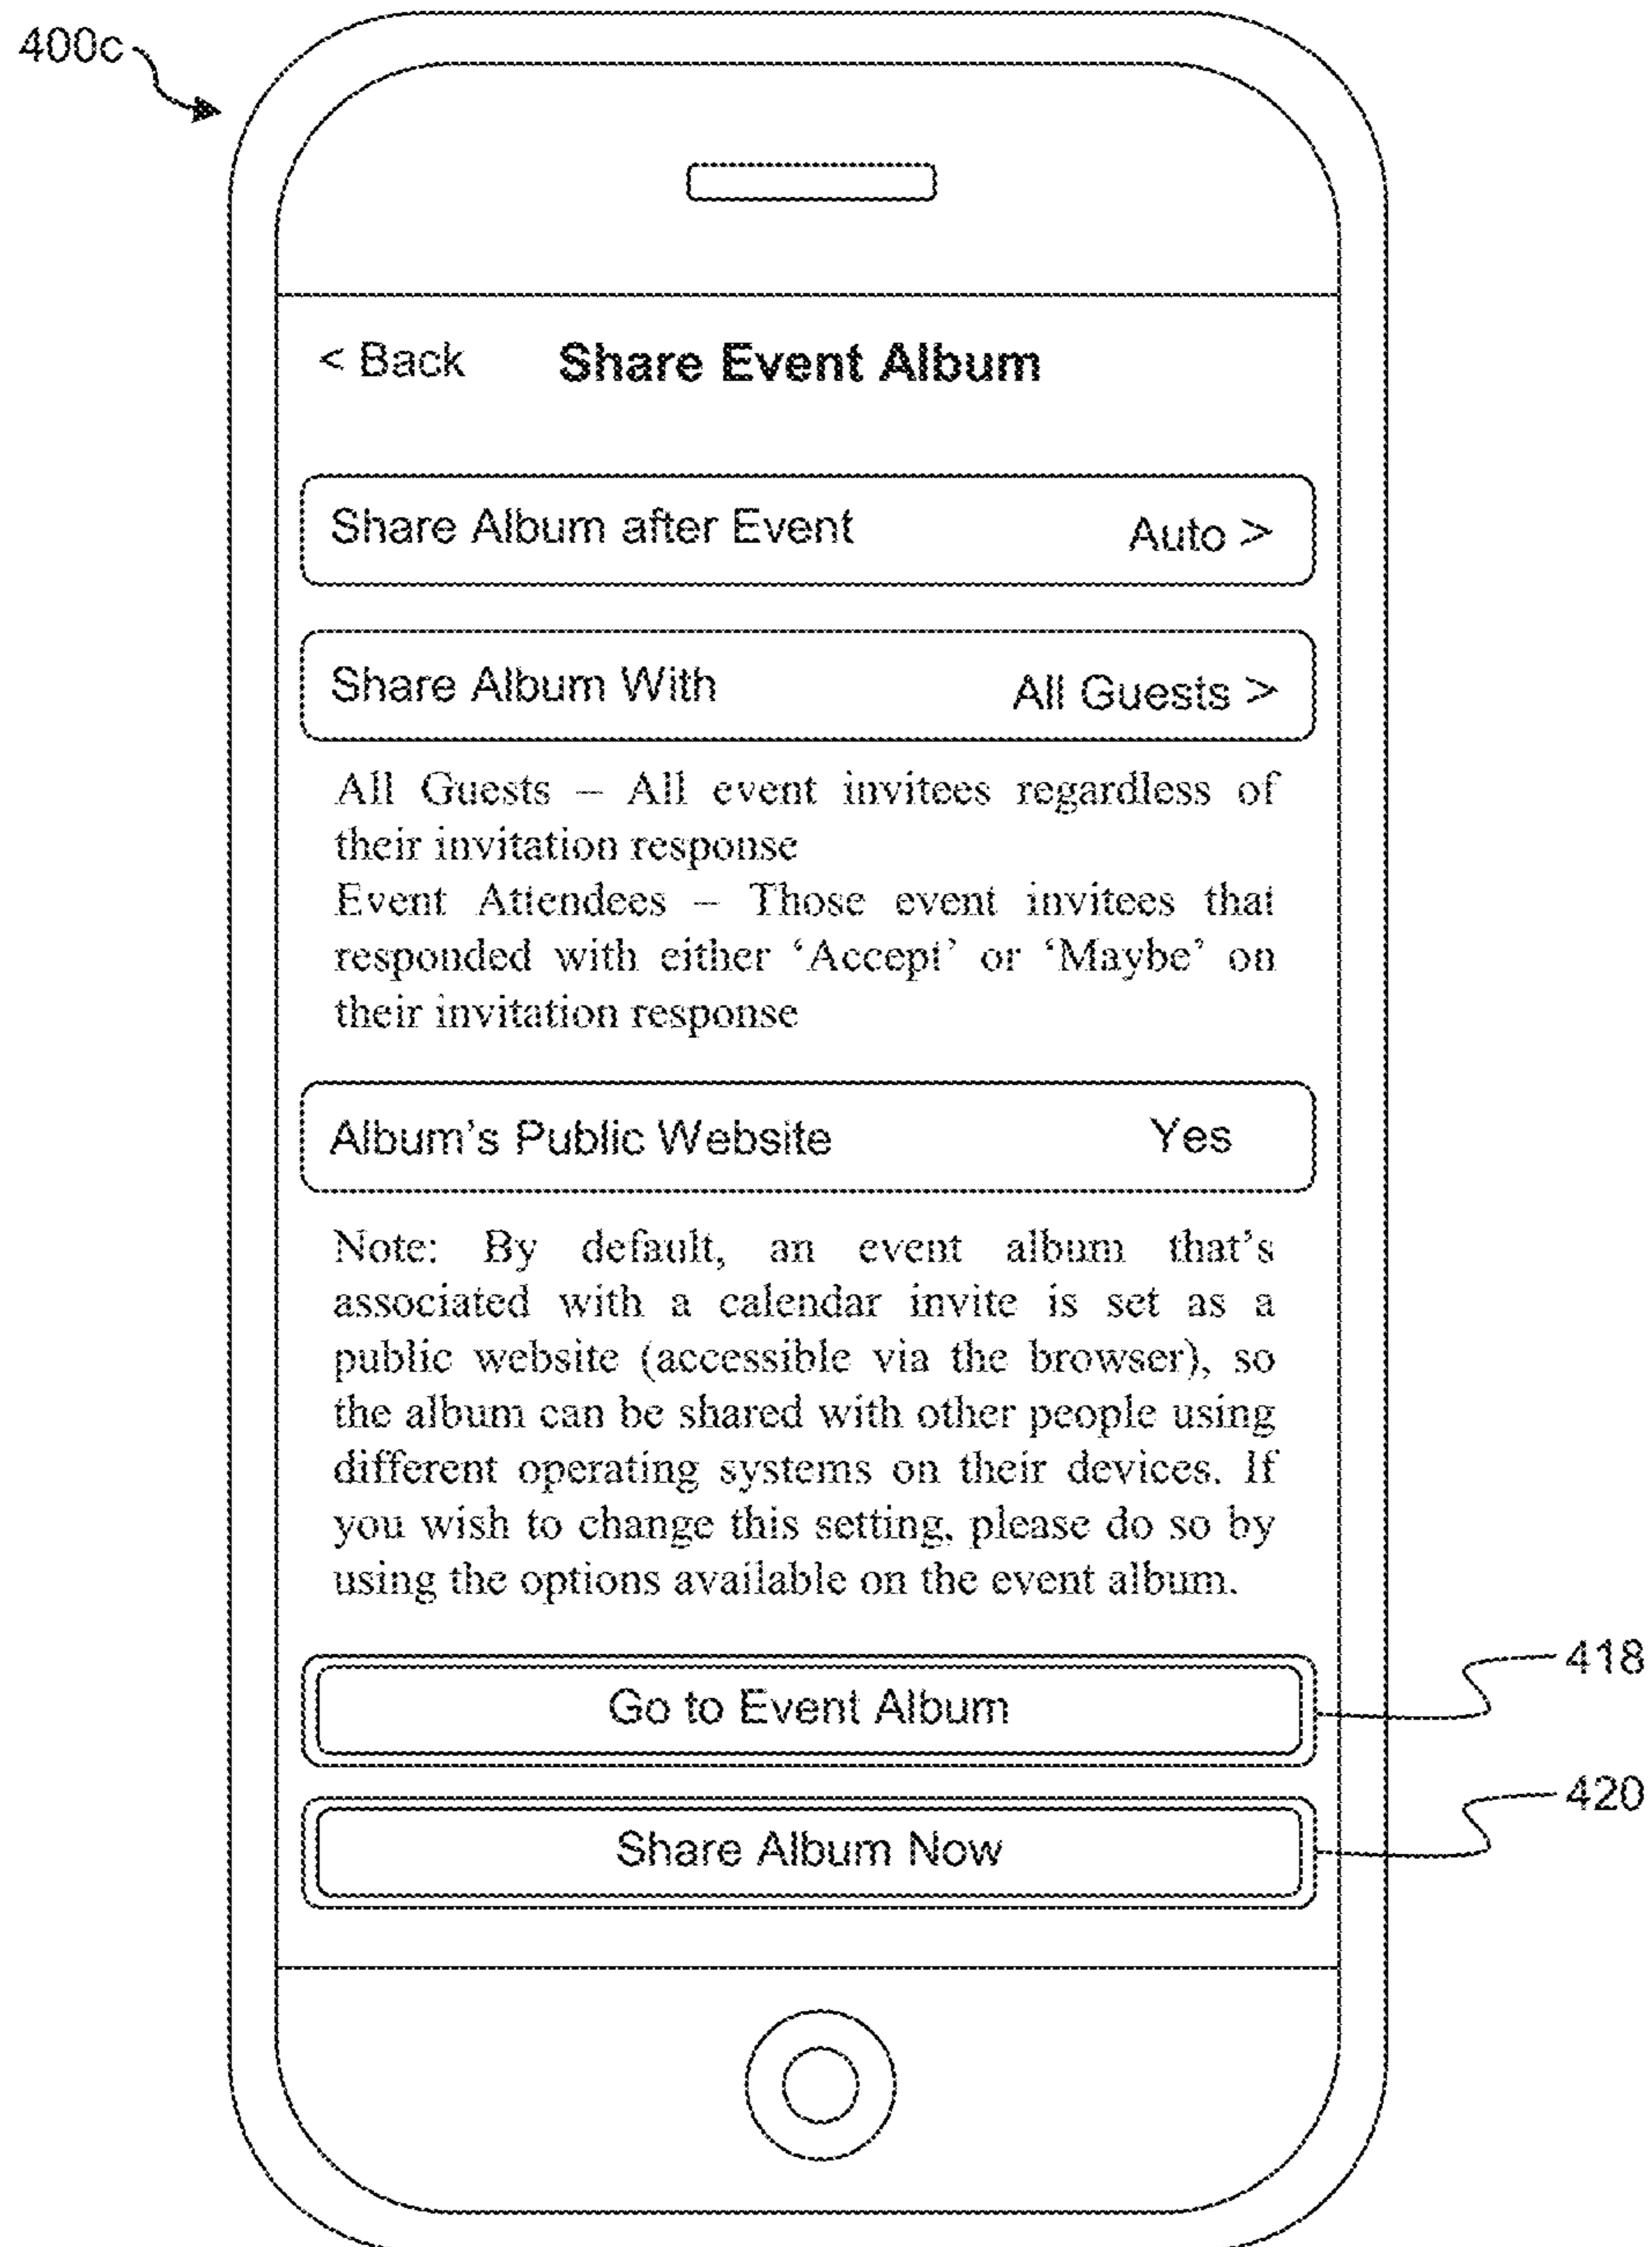 400c
< Back Share Event Album
Share Album after Event Auto >
Share Album With All Guests >
All Guests – All event invitees regardless of
their invitation response
Event Attendees – Those event invitees that
responded with either ‘Accept’ or ‘Maybe’ on
their invitation response
Album’s Public Website Yes
Note: By default, an event album that’s
associated with a calendar invite is set as a
public website (accessible via the browser), so
the album can be shared with other people using
different operating systems on their devices. If
you wish to change this setting, please do so by
using the options available on the event album.
418
Go to Event Album
420
Share Album Now